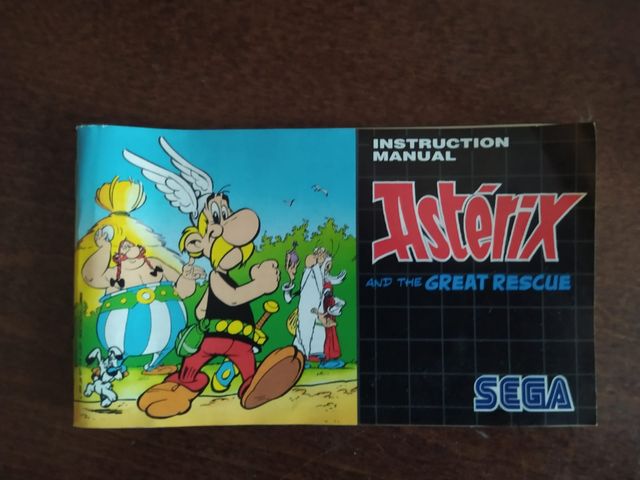 INSTRUCTION
MANUAL
Astérix
AND THE GREAT RESCUE
SEGA